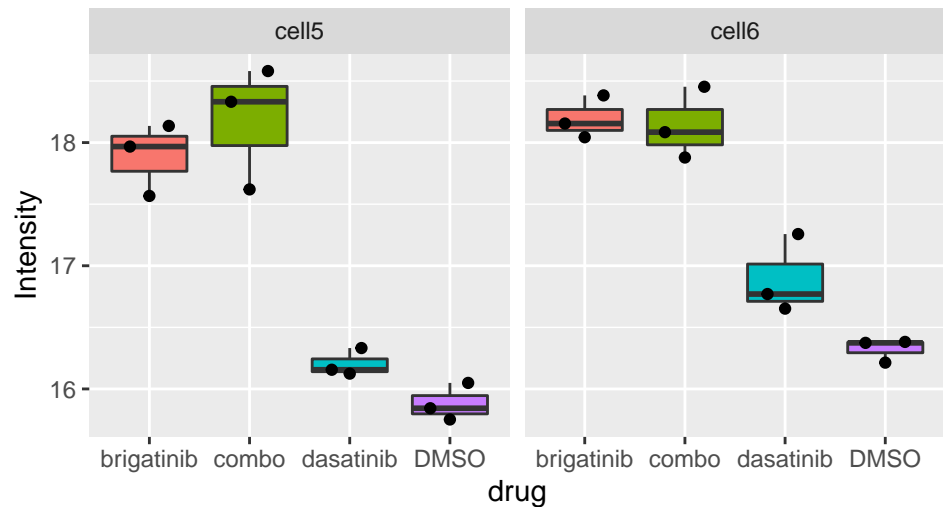 cell5 cell6
18
17
16
Intensity
brigatinib combo dasatinib DMSO brigatinib combo dasatinib DMSO
drug